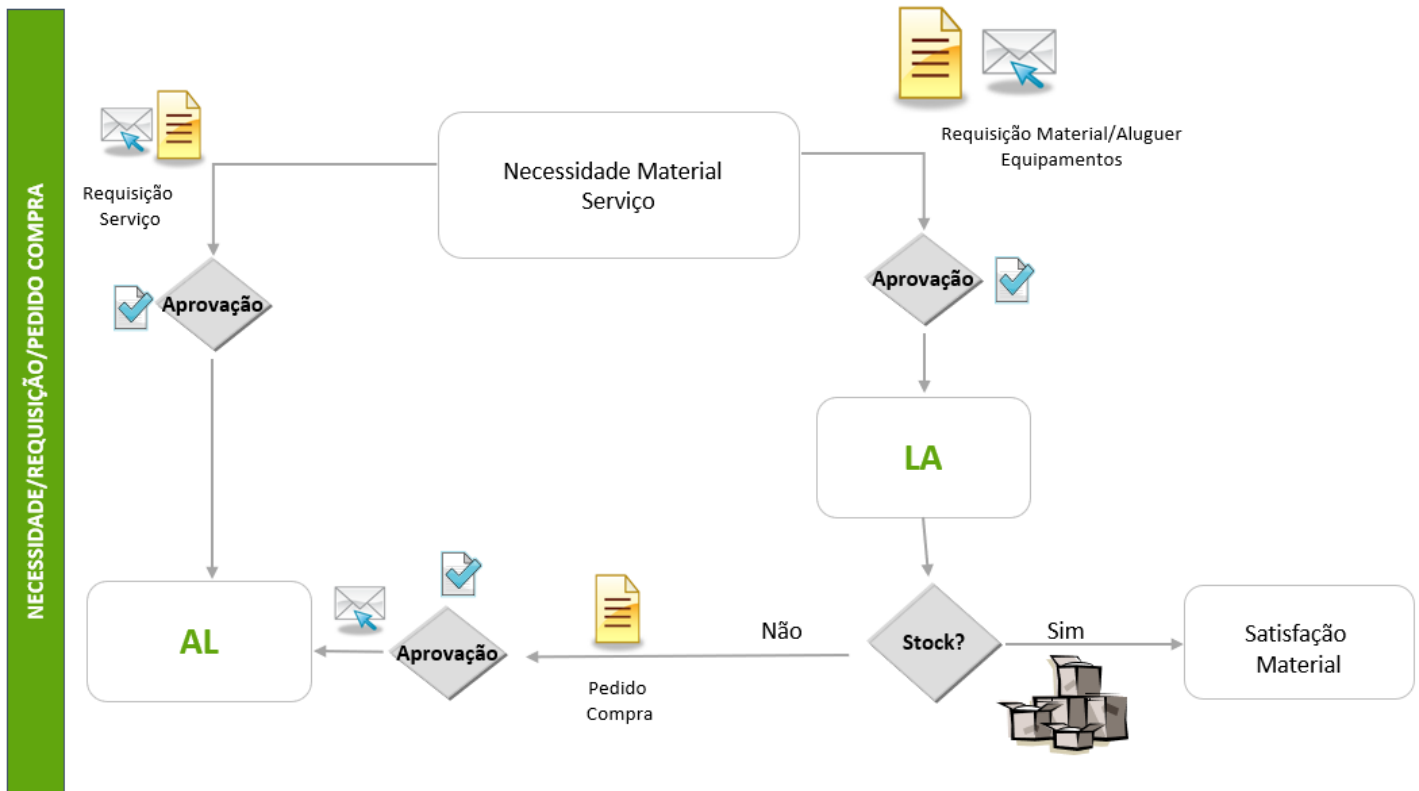 NECESSIDADE/REQUISIÇÃO/PEDIDO COMPRA
Requisição Material/Aluguer
Equipamentos
Necessidade Material
Serviço
Requisição
Serviço
Aprovação
Aprovação
LA
AL
Aprovação
Pedido
Compra
Não
Stock?
Sim
Satisfação
Material